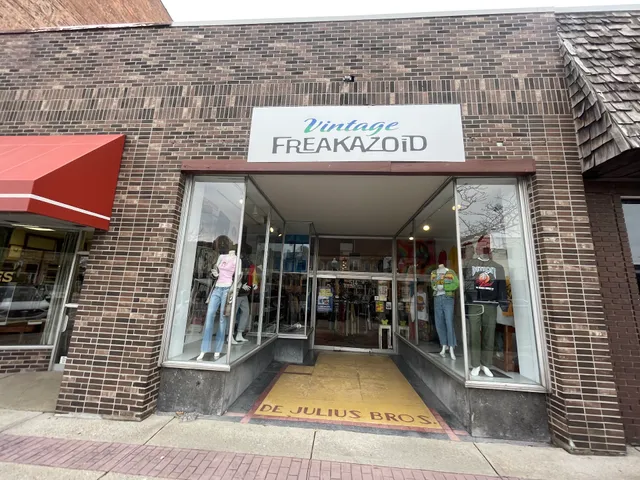 Vintage
FREAKAZOiD
DE JULIUS BROS.